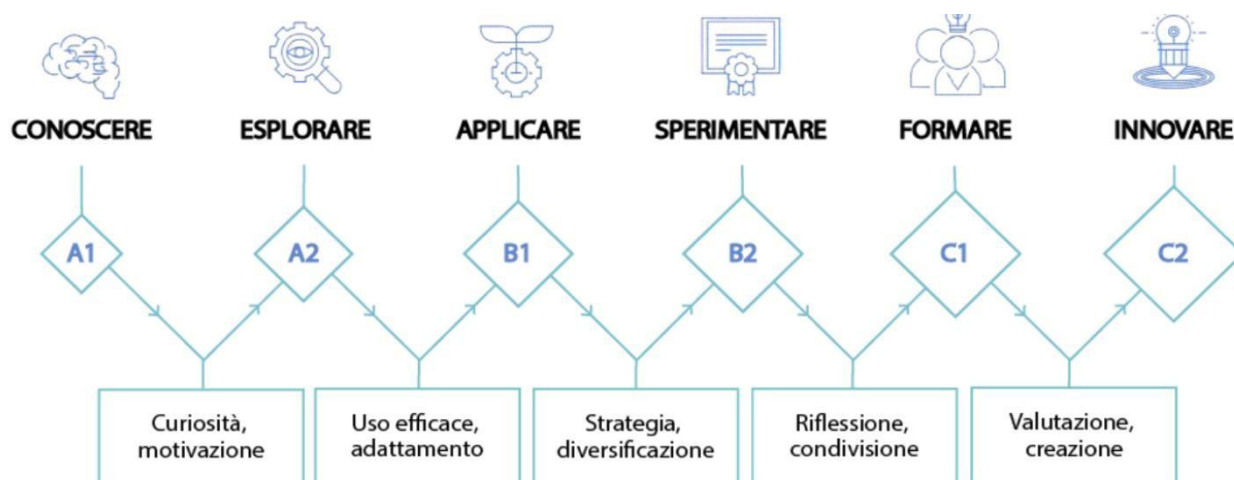 CONOSCERE
ESPLORARE
APPLICARE
SPERIMENTARE
FORMARE
INNOVARE
A1
A2
B1
B2
C1
C2
Curiosità,
motivazione
Uso efficace,
adattamento
Strategia,
diversificazione
Riflessione,
condivisione
Valutazione,
creazione